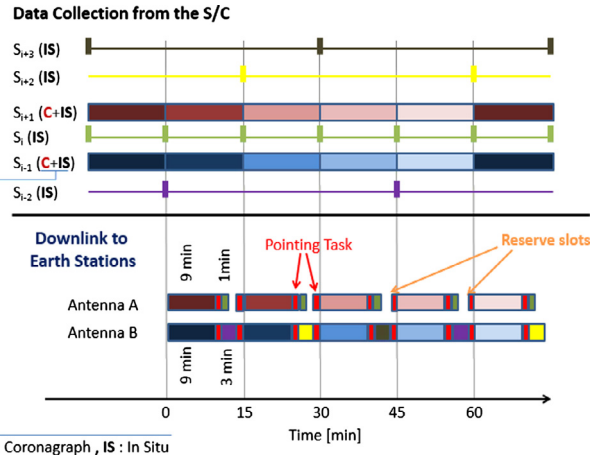 Data Collection from the S/C
Si+3 (IS)
Si+2 (IS)
Si+1 (C+IS)
Si (IS)
Si-1 (C+IS)
Si-2 (IS)
Downlink to
Earth Stations
9 min
1min
Pointing Task
Reserve slots
Antenna A
Antenna B
9 min
3 min
0 15 30 45 60
Time [min]
Coronagraph , IS : In Situ